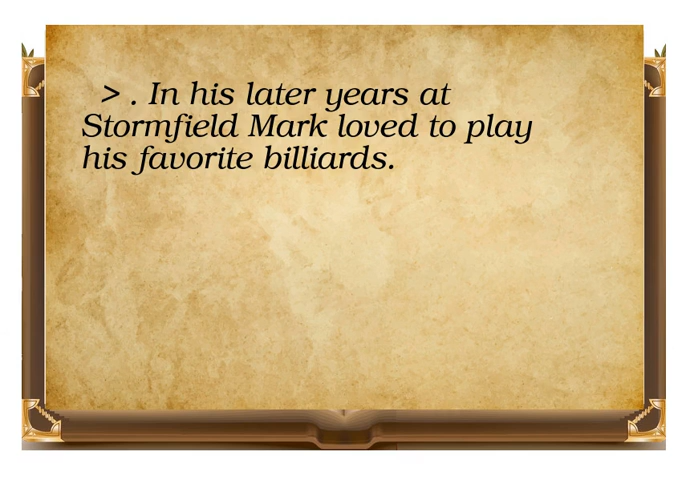 > . In his later years at
Stormfield Mark loved to play
his favorite billiards.